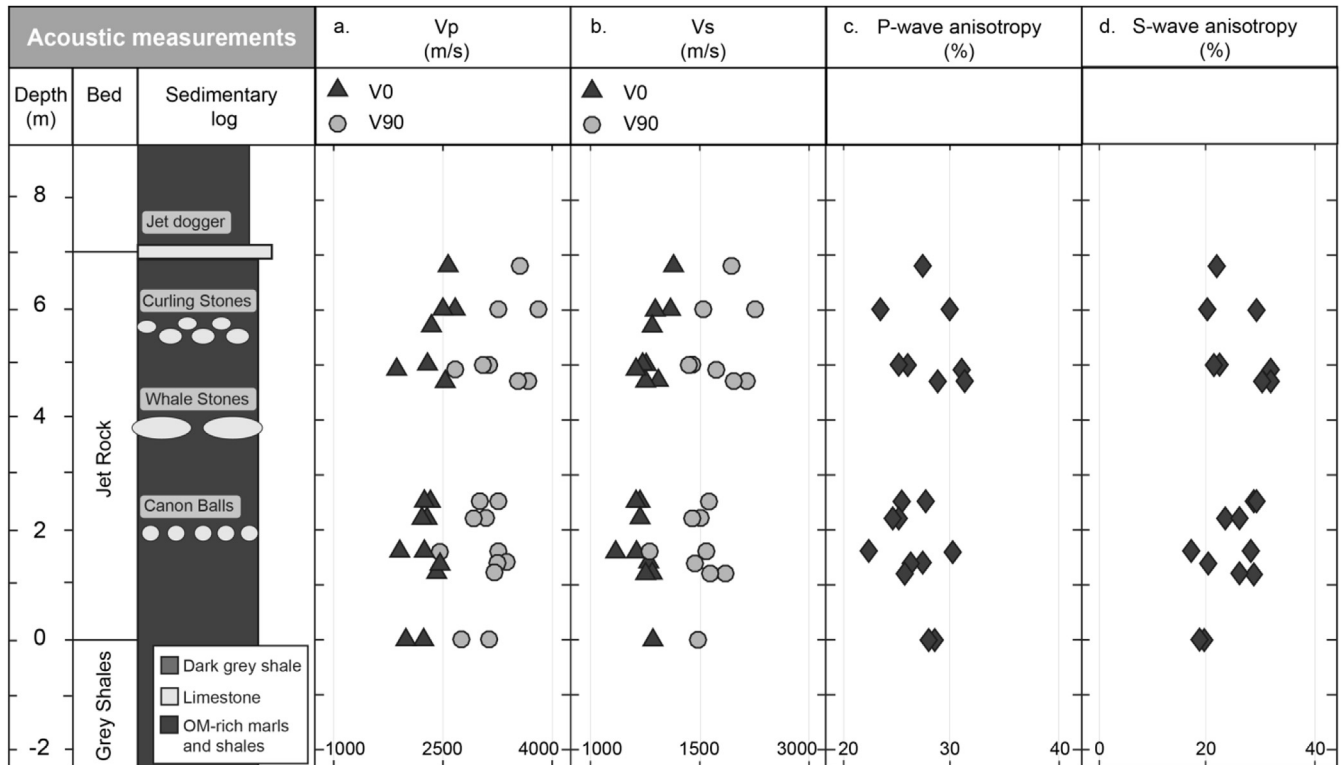 Acoustic measurements
a. Vp
(m/s)
b. Vs
(m/s)
c. P-wave anisotropy
(%)
d. S-wave anisotropy
(%)
Depth
(m)
Bed
Sedimentary
log
V0
V90
V0
V90
8
6
4
2
0
-2
Jet Rock
Grey Shales
Jet dogger
Curling Stones
Whale Stones
Canon Balls
Dark grey shale
Limestone
OM-rich marls
and shales
1000 2500 4000
1000 1500 3000
20 30 40
0 20 40